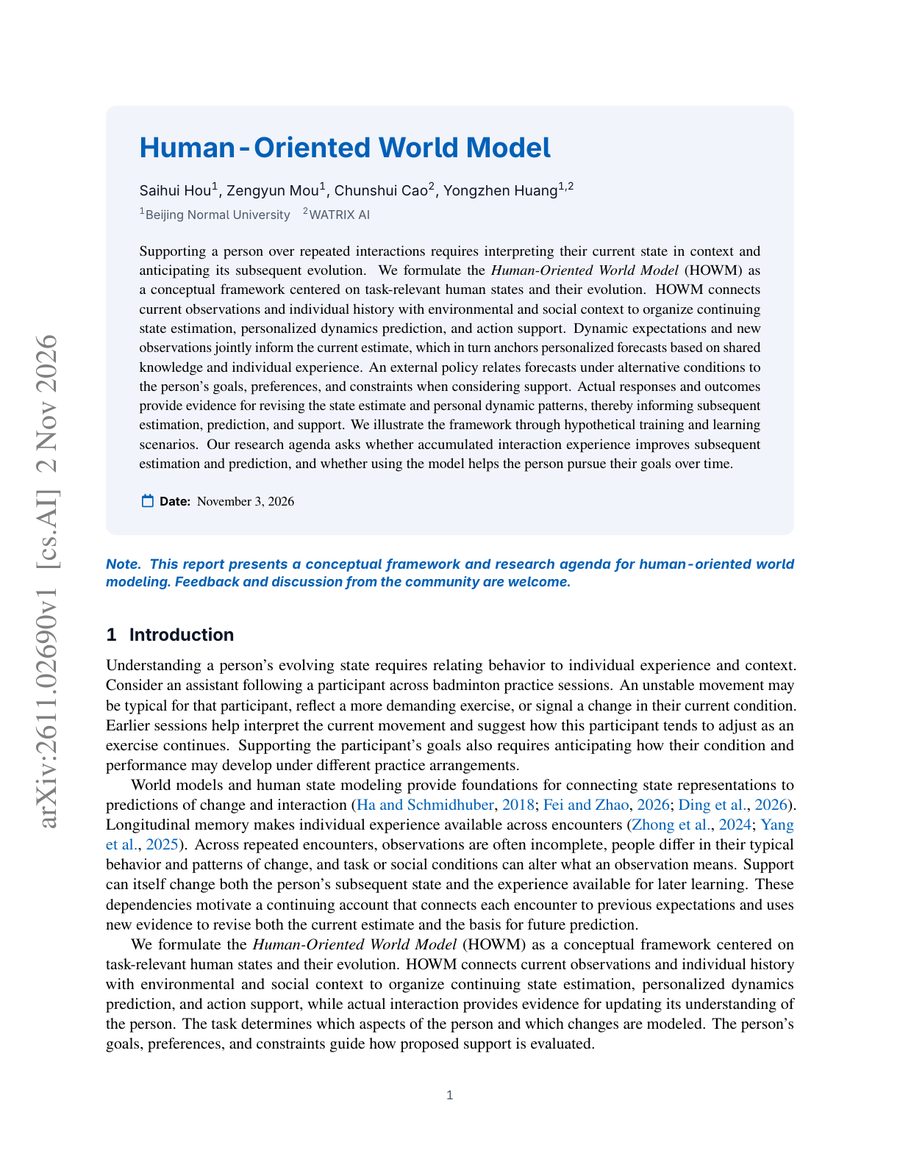 Human-Oriented World Model
Saihui Hou1, Zengyun Mou1, Chunshui Cao2, Yongzhen Huang1,2
1Beijing Normal University 2WATRIX AI
Supporting a person over repeated interactions requires interpreting their current state in context and
anticipating its subsequent evolution. We formulate the Human-Oriented World Model (HOWM) as
a conceptual framework centered on task-relevant human states and their evolution. HOWM connects
current observations and individual history with environmental and social context to organize continuing
state estimation, personalized dynamics prediction, and action support. Dynamic expectations and new
observations jointly inform the current estimate, which in turn anchors personalized forecasts based on shared
knowledge and individual experience. An external policy relates forecasts under alternative conditions to
the person's goals, preferences, and constraints when considering support. Actual responses and outcomes
provide evidence for revising the state estimate and personal dynamic patterns, thereby informing subsequent
estimation, prediction, and support. We illustrate the framework through hypothetical training and learning
scenarios. Our research agenda asks whether accumulated interaction experience improves subsequent
estimation and prediction, and whether using the model helps the person pursue their goals over time.
Date: November 3, 2026
Note. This report presents a conceptual framework and research agenda for human-oriented world
modeling. Feedback and discussion from the community are welcome.
1 Introduction
Understanding a person's evolving state requires relating behavior to individual experience and context.
Consider an assistant following a participant across badminton practice sessions. An unstable movement may
be typical for that participant, reflect a more demanding exercise, or signal a change in their current condition.
Earlier sessions help interpret the current movement and suggest how this participant tends to adjust as an
exercise continues. Supporting the participant's goals also requires anticipating how their condition and
performance may develop under different practice arrangements.
World models and human state modeling provide foundations for connecting state representations to
predictions of change and interaction (Ha and Schmidhuber, 2018; Fei and Zhao, 2026; Ding et al., 2026).
Longitudinal memory makes individual experience available across encounters (Zhong et al., 2024; Yang
et al., 2025). Across repeated encounters, observations are often incomplete, people differ in their typical
behavior and patterns of change, and task or social conditions can alter what an observation means. Support
can itself change both the person's subsequent state and the experience available for later learning. These
dependencies motivate a continuing account that connects each encounter to previous expectations and uses
new evidence to revise both the current estimate and the basis for future prediction.
We formulate the Human-Oriented World Model (HOWM) as a conceptual framework centered on
task-relevant human states and their evolution. HOWM connects current observations and individual history
with environmental and social context to organize continuing state estimation, personalized dynamics
prediction, and action support, while actual interaction provides evidence for updating its understanding of
the person. The task determines which aspects of the person and which changes are modeled. The person's
goals, preferences, and constraints guide how proposed support is evaluated.
1
arXiv:2611.02690v1 [cs.AI] 2 Nov 2026